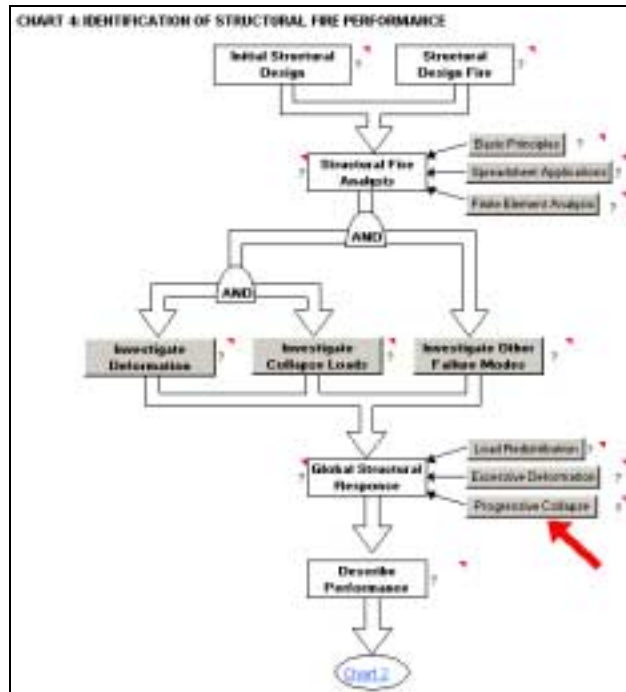 CHART 4: IDENTIFICATION OF STRUCTURAL FIRE PERFORMANCE
Initial Structural
Design
?
Structural
Design Fire
?
?
Structural Fire
Analysis
Basic Principles
?
Spreadsheet Applications
?
Finite Element Analysis
?
AND
AND
Investigate
Deformation
?
Investigate
Collapse Loads
?
Investigate Other
Failure Modes
?
?
Global Structural
Response
Load Redistribution
?
Excessive Deformation
?
Progressive Collapse
?
Describe
Performance
?
Chart 2